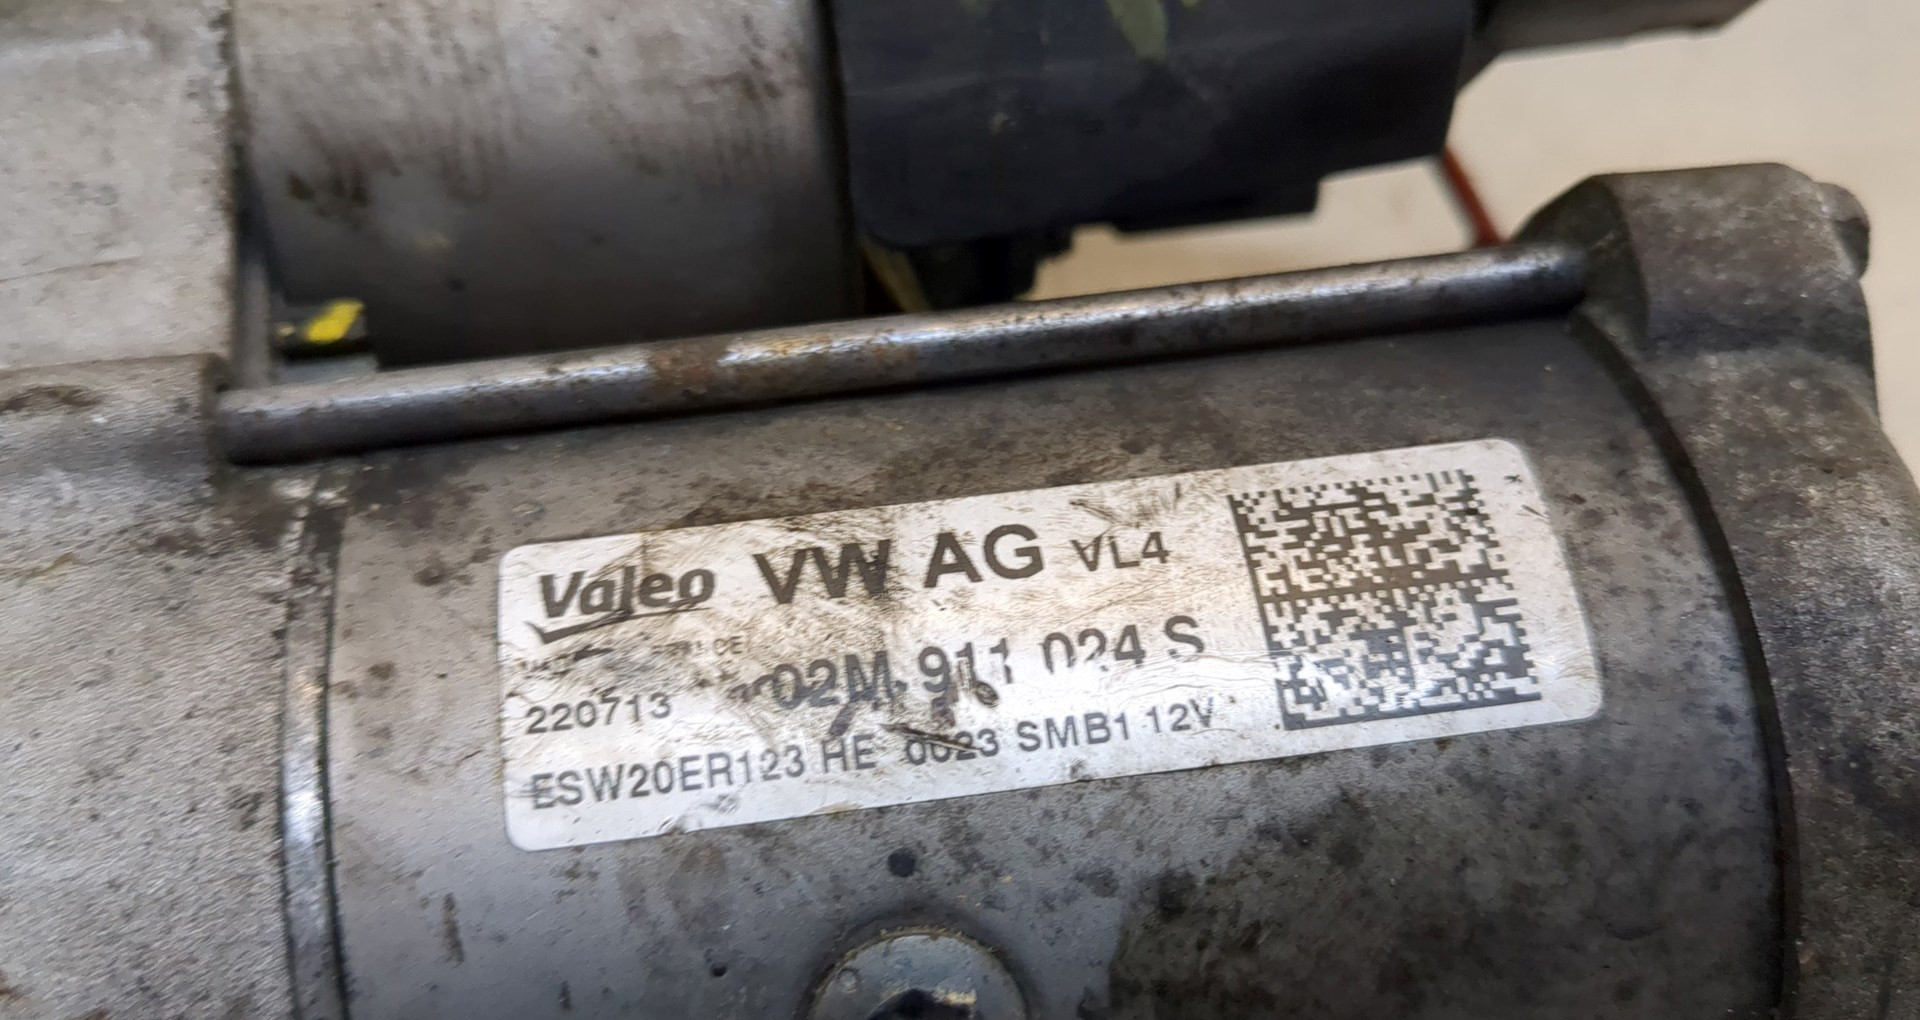 Valeo VW AG VL4
02M 911 024 S
220713
ESW20ER123 HE 0023 SMB1 12V